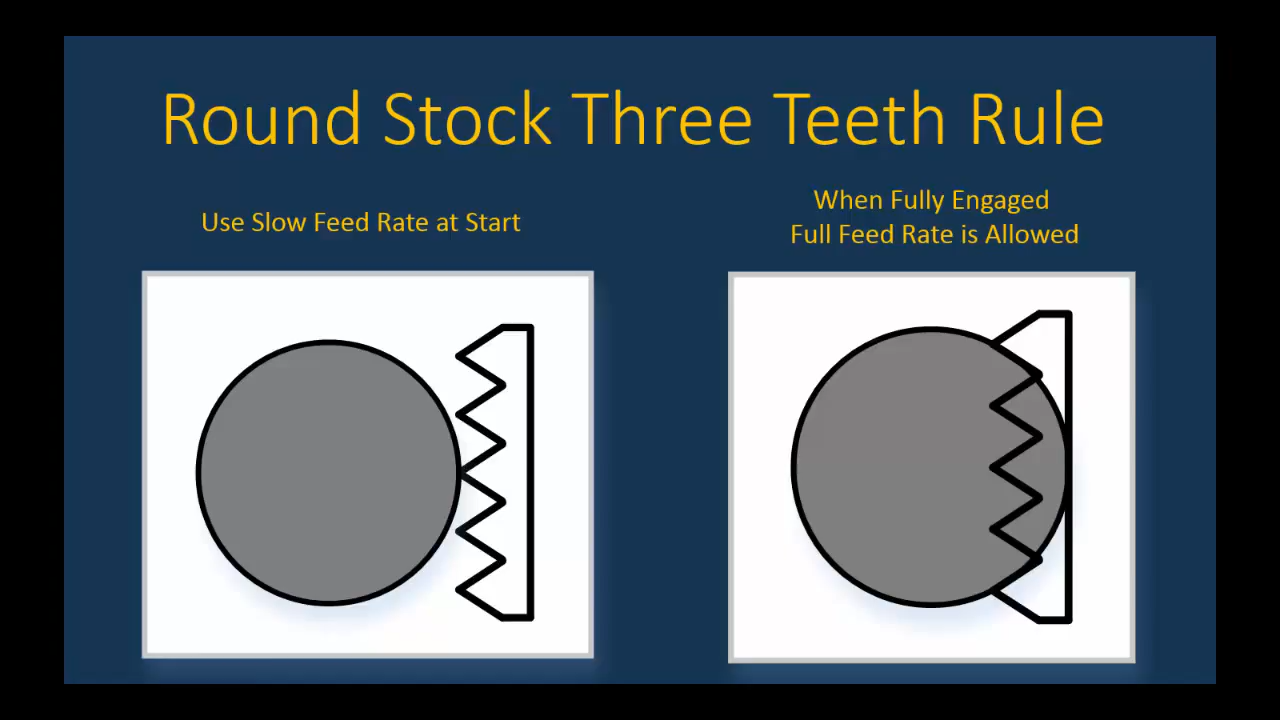 Round Stock Three Teeth Rule
Use Slow Feed Rate at Start
When Fully Engaged
Full Feed Rate is Allowed